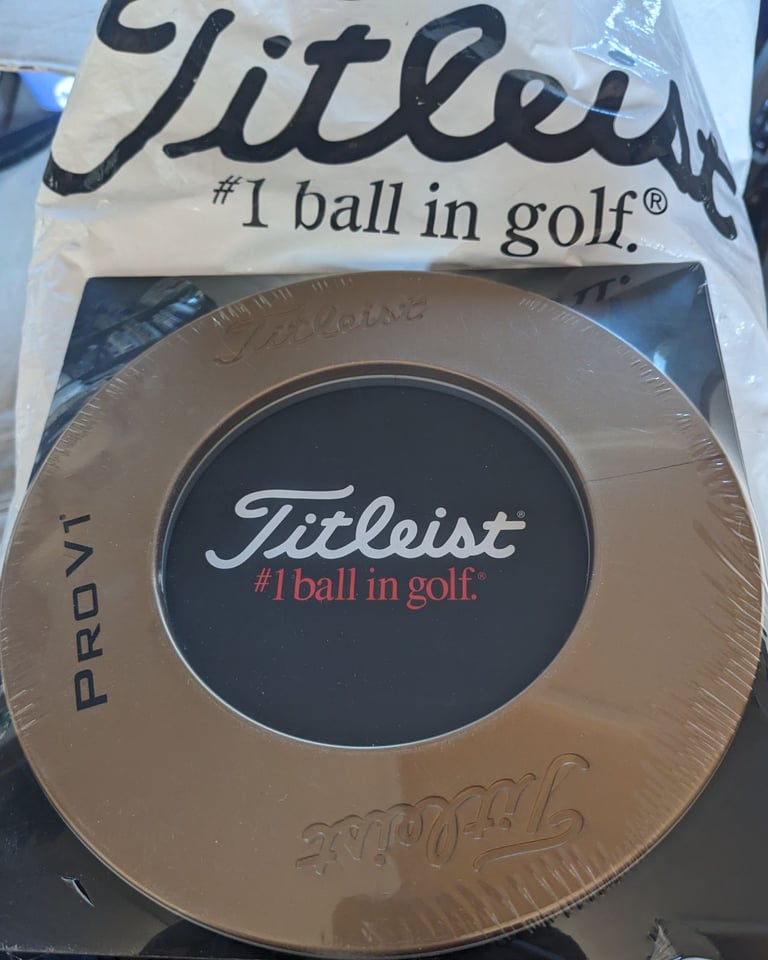 Titleist
#1 ball in golf.®
Titleist
Titleist®
#1 ball in golf.®
PRO V1
Titleist